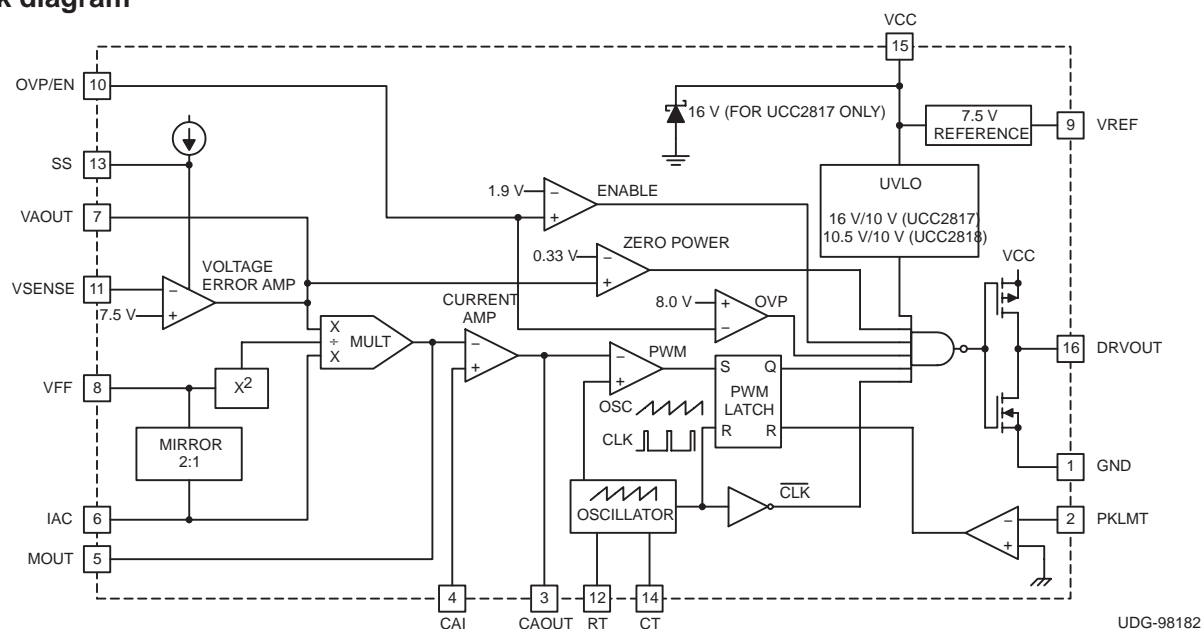 k diagram
VCC
15
OVP/EN 10
16 V (FOR UCC2817 ONLY)
7.5 V
REFERENCE
9 VREF
SS 13
1.9 V
−
+
ENABLE
UVLO
16 V/10 V (UCC2817)
10.5 V/10 V (UCC2818)
VAOUT 7
ZERO POWER
0.33 V
−
+
VCC
VOLTAGE
ERROR AMP
VSENSE 11
−
7.5 V
+
CURRENT
AMP
8.0 V
+
−
OVP
X
÷
X
MULT
−
+
−
+
PWM
16 DRVOUT
VFF 8
X2
S Q
PWM
LATCH
R R
OSC
CLK
MIRROR
2:1
1 GND
CLK
OSCILLATOR
IAC 6
−
+
2 PKLMT
MOUT 5
4 3 12 14
CAI CAOUT RT CT
UDG-98182